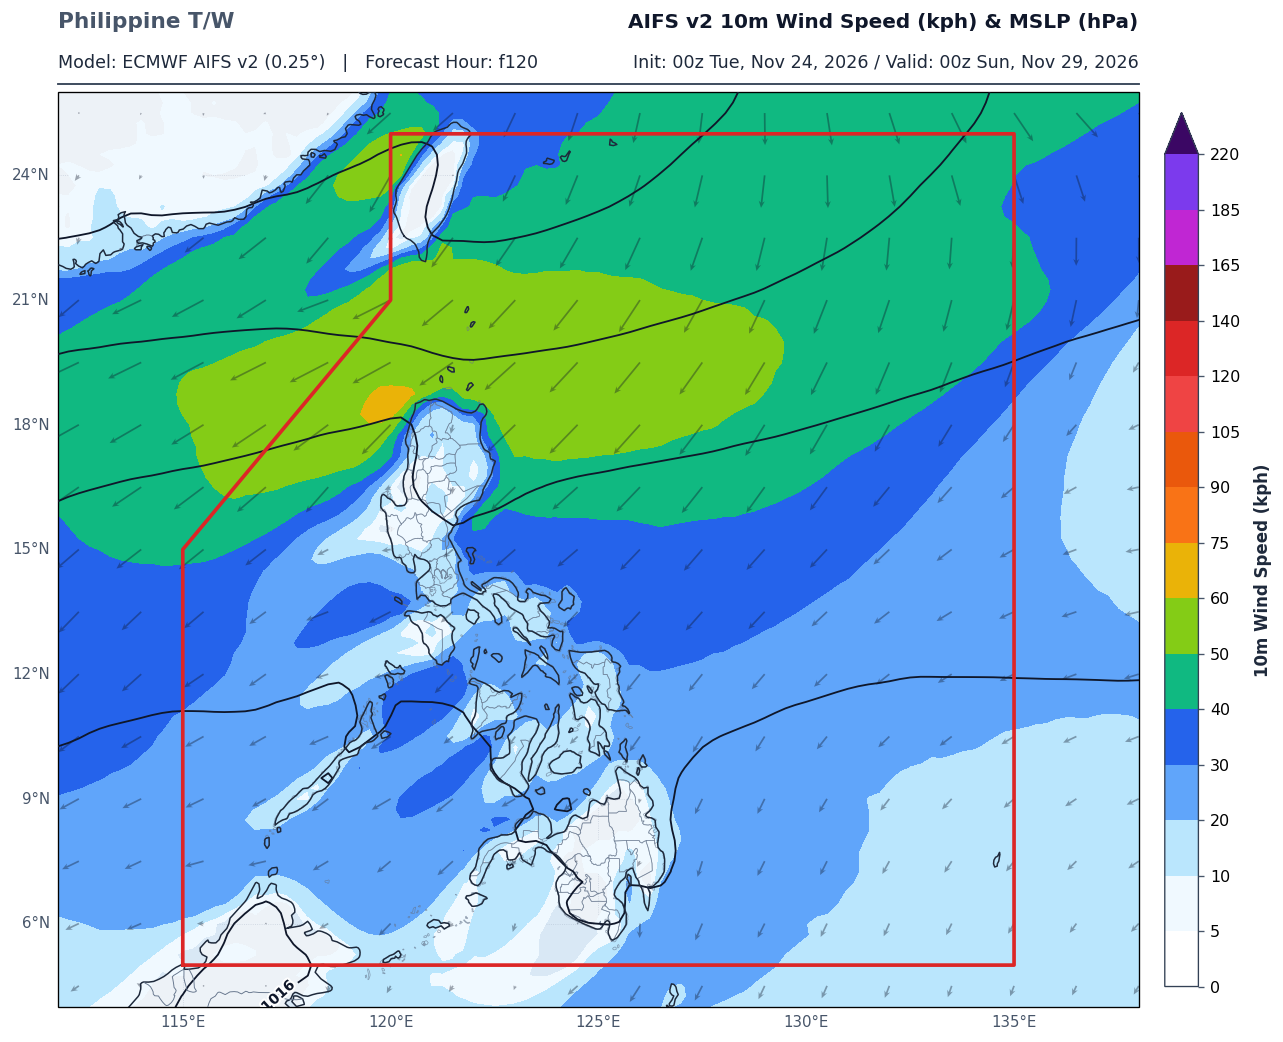 Philippine T/W
AIFS v2 10m Wind Speed (kph) & MSLP (hPa)
Model: ECMWF AIFS v2 (0.25°) | Forecast Hour: f120
Init: 00z Tue, Nov 24, 2026 / Valid: 00z Sun, Nov 29, 2026
24°N
21°N
18°N
15°N
12°N
9°N
6°N
1016
115°E
120°E
125°E
130°E
135°E
220
185
165
140
120
105
90
75
60
50
40
30
20
10
5
0
10m Wind Speed (kph)